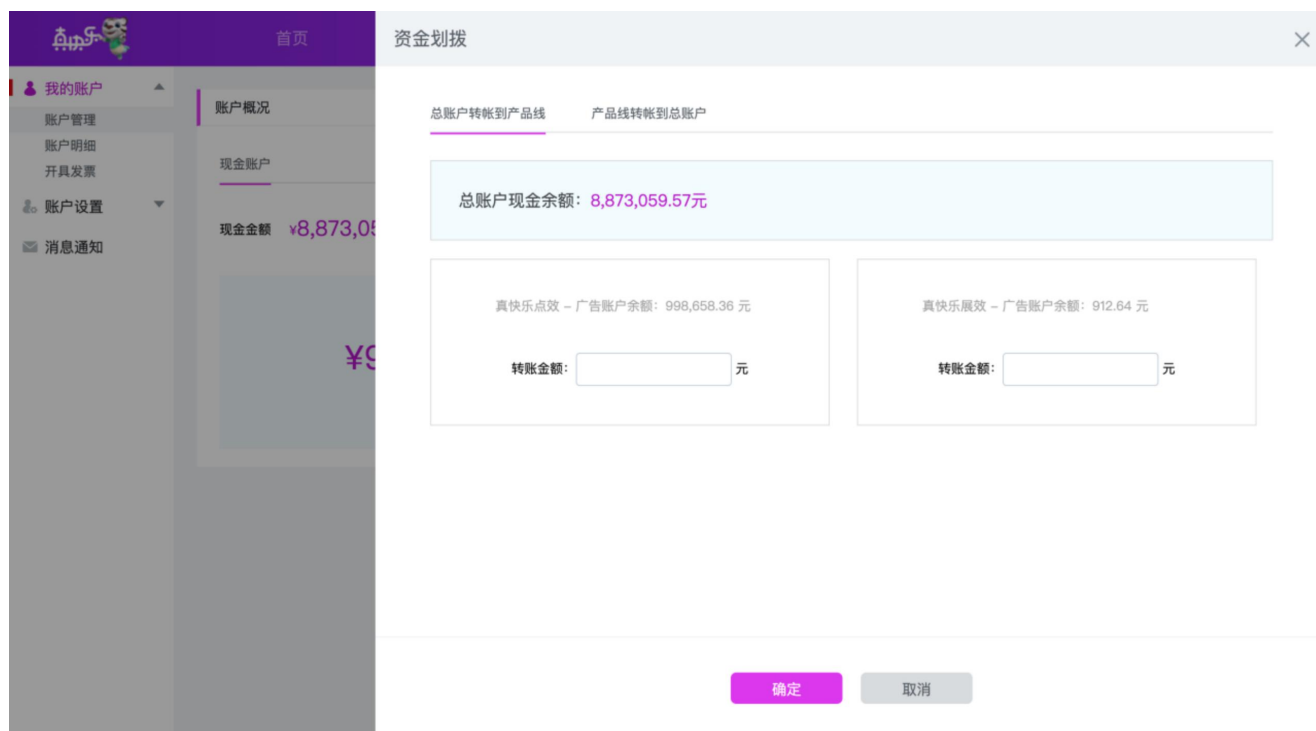 真快乐
首页
资金划拨
我的账户
账户管理
账户明细
开具发票
账户设置
消息通知
账户概况
现金账户
现金金额 ¥8,873,05
¥9
总账户转帐到产品线 产品线转帐到总账户
总账户现金余额：8,873,059.57元
真快乐点效 – 广告账户余额：998,658.36 元
转账金额： 元
真快乐展效 – 广告账户余额：912.64 元
转账金额： 元
确定 取消